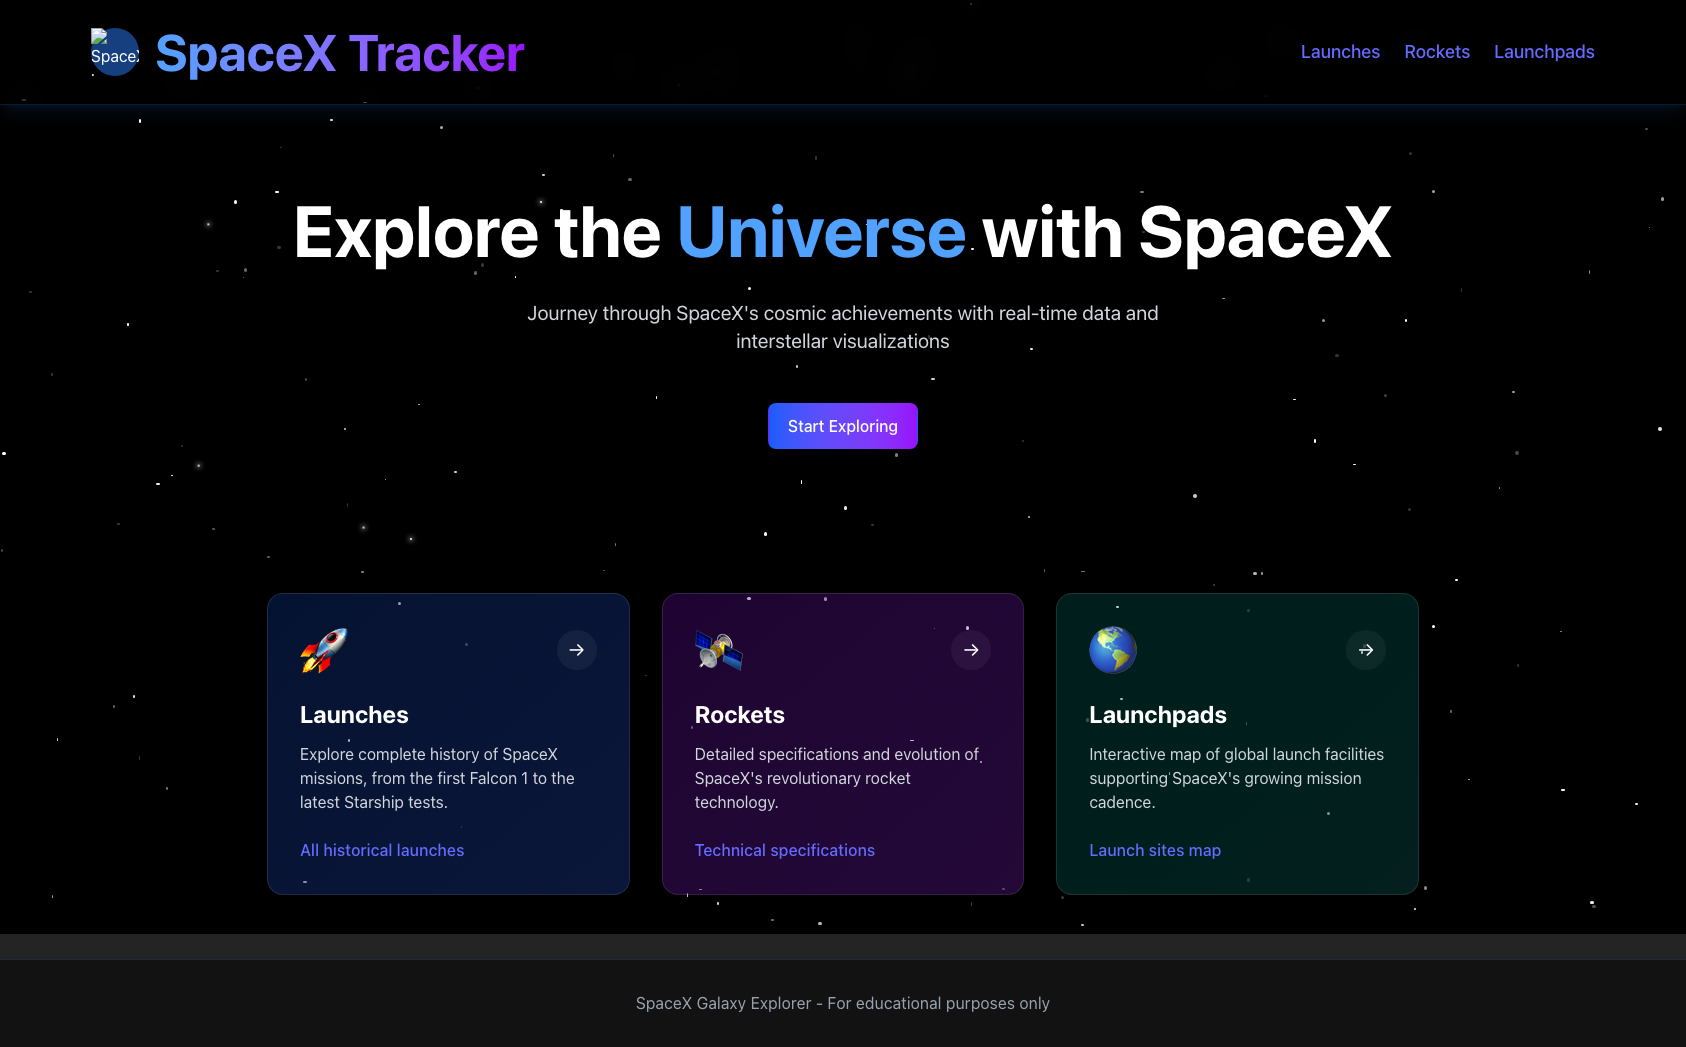 SpaceX
SpaceX Tracker
Launches Rockets Launchpads
Explore the Universe with SpaceX
Journey through SpaceX's cosmic achievements with real-time data and
interstellar visualizations
Start Exploring
Launches
Explore complete history of SpaceX
missions, from the first Falcon 1 to the
latest Starship tests.
All historical launches
Rockets
Detailed specifications and evolution of
SpaceX's revolutionary rocket
technology.
Technical specifications
Launchpads
Interactive map of global launch facilities
supporting SpaceX's growing mission
cadence.
Launch sites map
SpaceX Galaxy Explorer - For educational purposes only